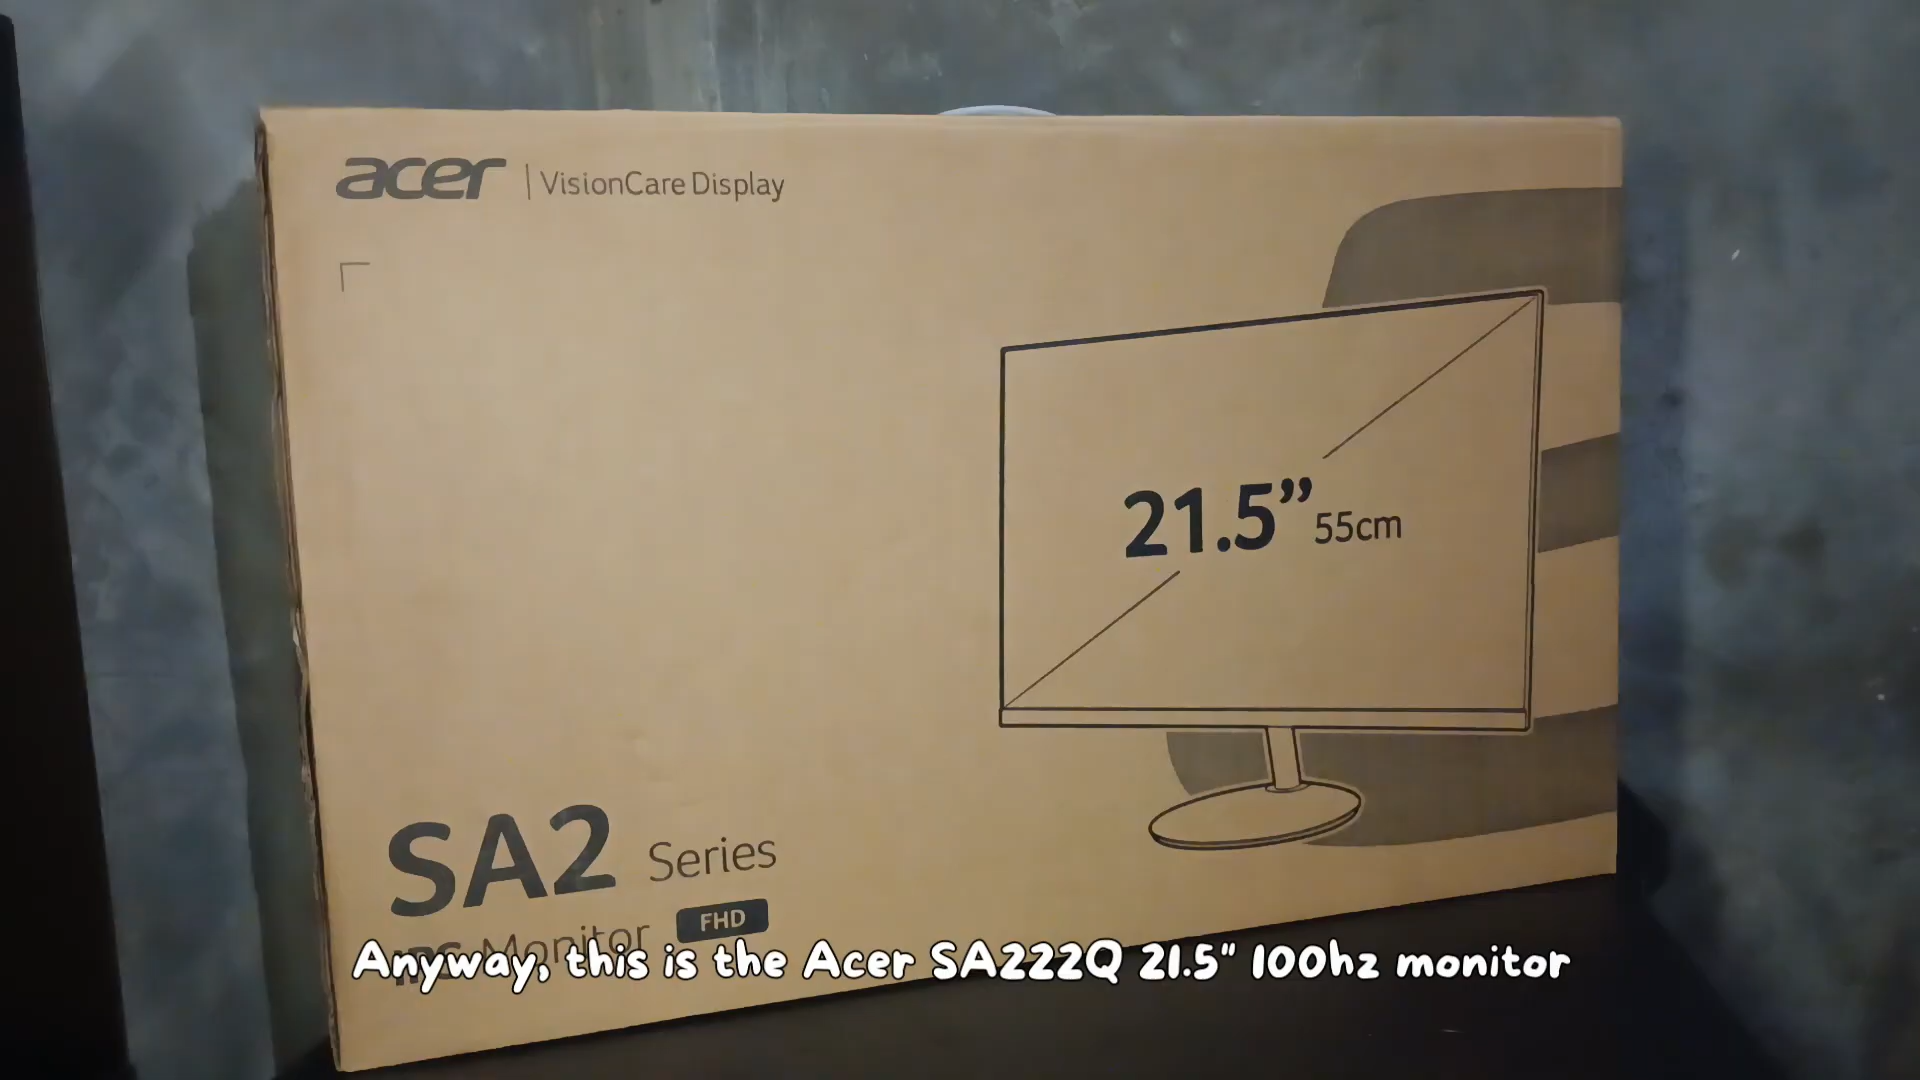 acer | VisionCare Display
21.5” 55cm
SA2 Series
Monitor FHD
Anyway, this is the Acer SA222Q 21.5" 100hz monitor